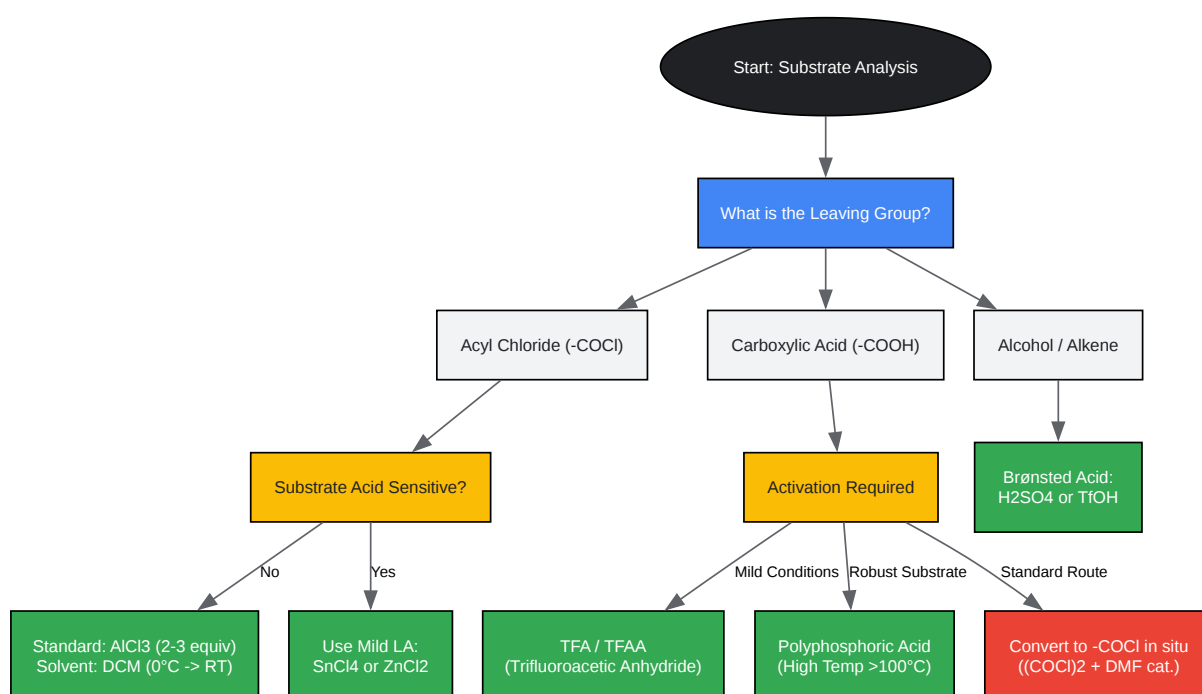 Start: Substrate Analysis
What is the Leaving Group?
Acyl Chloride (-COCl)
Carboxylic Acid (-COOH)
Alcohol / Alkene
Substrate Acid Sensitive?
Activation Required
Brønsted Acid:
H2SO4 or TfOH
No
Yes
Mild Conditions
Robust Substrate
Standard Route
Standard: AlCl3 (2-3 equiv)
Solvent: DCM (0°C -> RT)
Use Mild LA:
SnCl4 or ZnCl2
TFA / TFAA
(Trifluoroacetic Anhydride)
Polyphosphoric Acid
(High Temp >100°C)
Convert to -COCl in situ
((COCl)2 + DMF cat.)